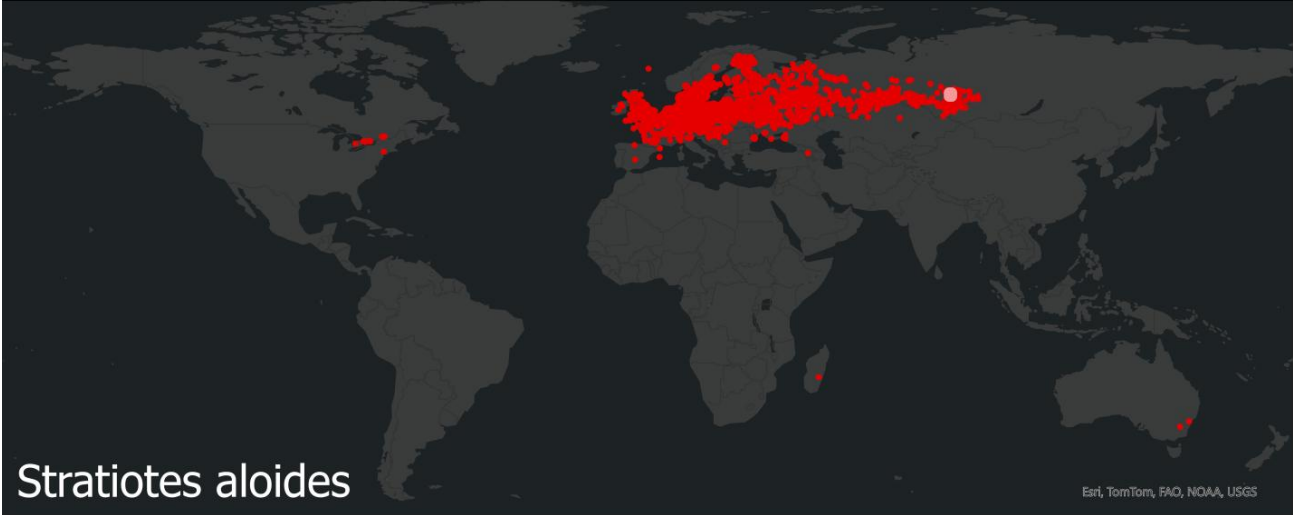 Stratiotes aloides
Esri, TomTom, FAO, NOAA, USGS